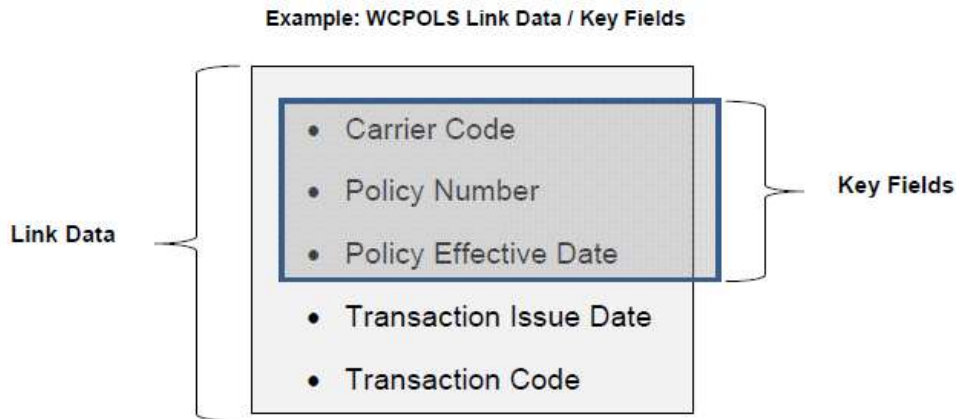 Example: WCPOLS Link Data / Key Fields
• Carrier Code
• Policy Number
Key Fields
Link Data
• Policy Effective Date
• Transaction Issue Date
• Transaction Code